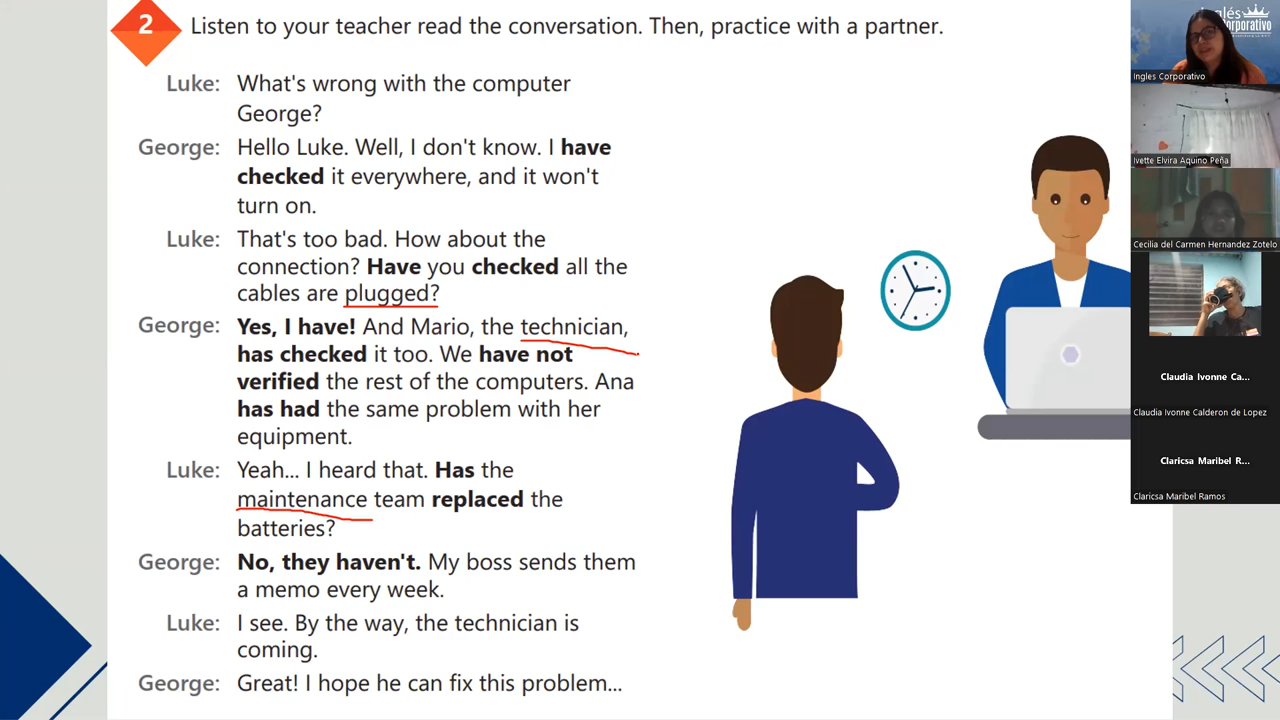 2
Listen to your teacher read the conversation. Then, practice with a partner.
Luke: What's wrong with the computer
George?
George: Hello Luke. Well, I don't know. I have
checked it everywhere, and it won't
turn on.
Luke: That's too bad. How about the
connection? Have you checked all the
cables are plugged?
George: Yes, I have! And Mario, the technician,
has checked it too. We have not
verified the rest of the computers. Ana
has had the same problem with her
equipment.
Luke: Yeah... I heard that. Has the
maintenance team replaced the
batteries?
George: No, they haven't. My boss sends them
a memo every week.
Luke: I see. By the way, the technician is
coming.
George: Great! I hope he can fix this problem...
inglés
corporativo
Ingles Corporativo
Ivette Elvira Aquino Peña
Cecilia del Carmen Hernandez Zotelo
Claudia Ivonne Ca...
Claudia Ivonne Calderon de Lopez
Claricsa Maribel R...
Claricsa Maribel Ramos